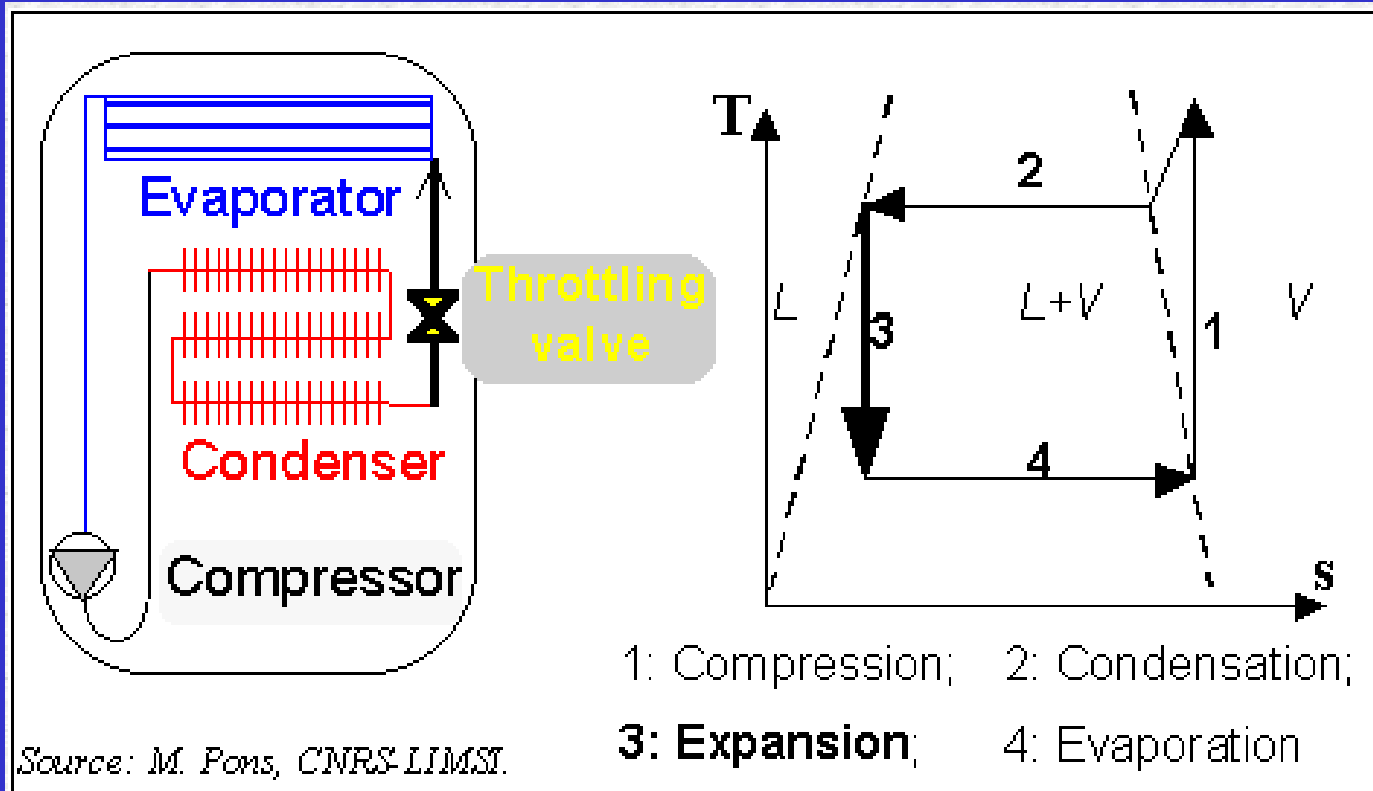 Evaporator
Throttling
valve
Condenser
Compressor
T
2
L
3
L+V
1
V
4
s
1: Compression; 2: Condensation;
3: Expansion; 4: Evaporation
Source: M. Pons, CNRS-LIMSI.